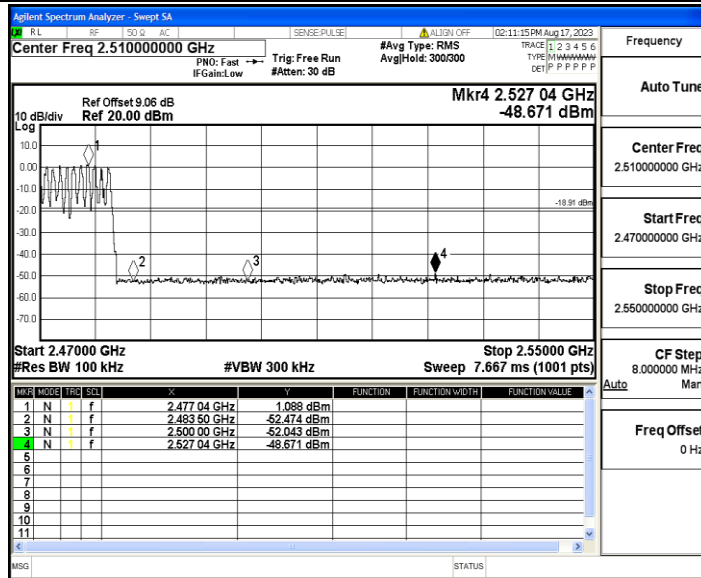 Agilent Spectrum Analyzer - Swept SA
RL RF 50 Ω AC SENSE:PULSE ALIGN OFF 02:11:15 PM Aug 17, 2023
Center Freq 2.510000000 GHz
PNO: Fast
IFGain:Low
Trig: Free Run
#Atten: 30 dB
#Avg Type: RMS
Avg|Hold: 300/300
TRACE 1 2 3 4 5 6
TYPE MWWWWW
DET P P P P P P
Ref Offset 9.06 dB
10 dB/div Ref 20.00 dBm
Log
Mkr4 2.527 04 GHz
-48.671 dBm
10.0
0.00
-10.0
-20.0
-30.0
-40.0
-50.0
-60.0
-70.0
1
2
3
4
-18.91 dBm
Start 2.47000 GHz Stop 2.55000 GHz
#Res BW 100 kHz #VBW 300 kHz Sweep 7.667 ms (1001 pts)
MKR MODE TRC SCL X Y FUNCTION FUNCTION WIDTH FUNCTION VALUE
1 N 1 f 2.477 04 GHz 1.088 dBm
2 N 1 f 2.483 50 GHz -52.474 dBm
3 N 1 f 2.500 00 GHz -52.043 dBm
4 N 1 f 2.527 04 GHz -48.671 dBm
5
6
7
8
9
10
11
MSG STATUS
Frequency
Auto Tune
Center Freq
2.510000000 GHz
Start Freq
2.470000000 GHz
Stop Freq
2.550000000 GHz
CF Step
8.000000 MHz
Auto Man
Freq Offset
0 Hz